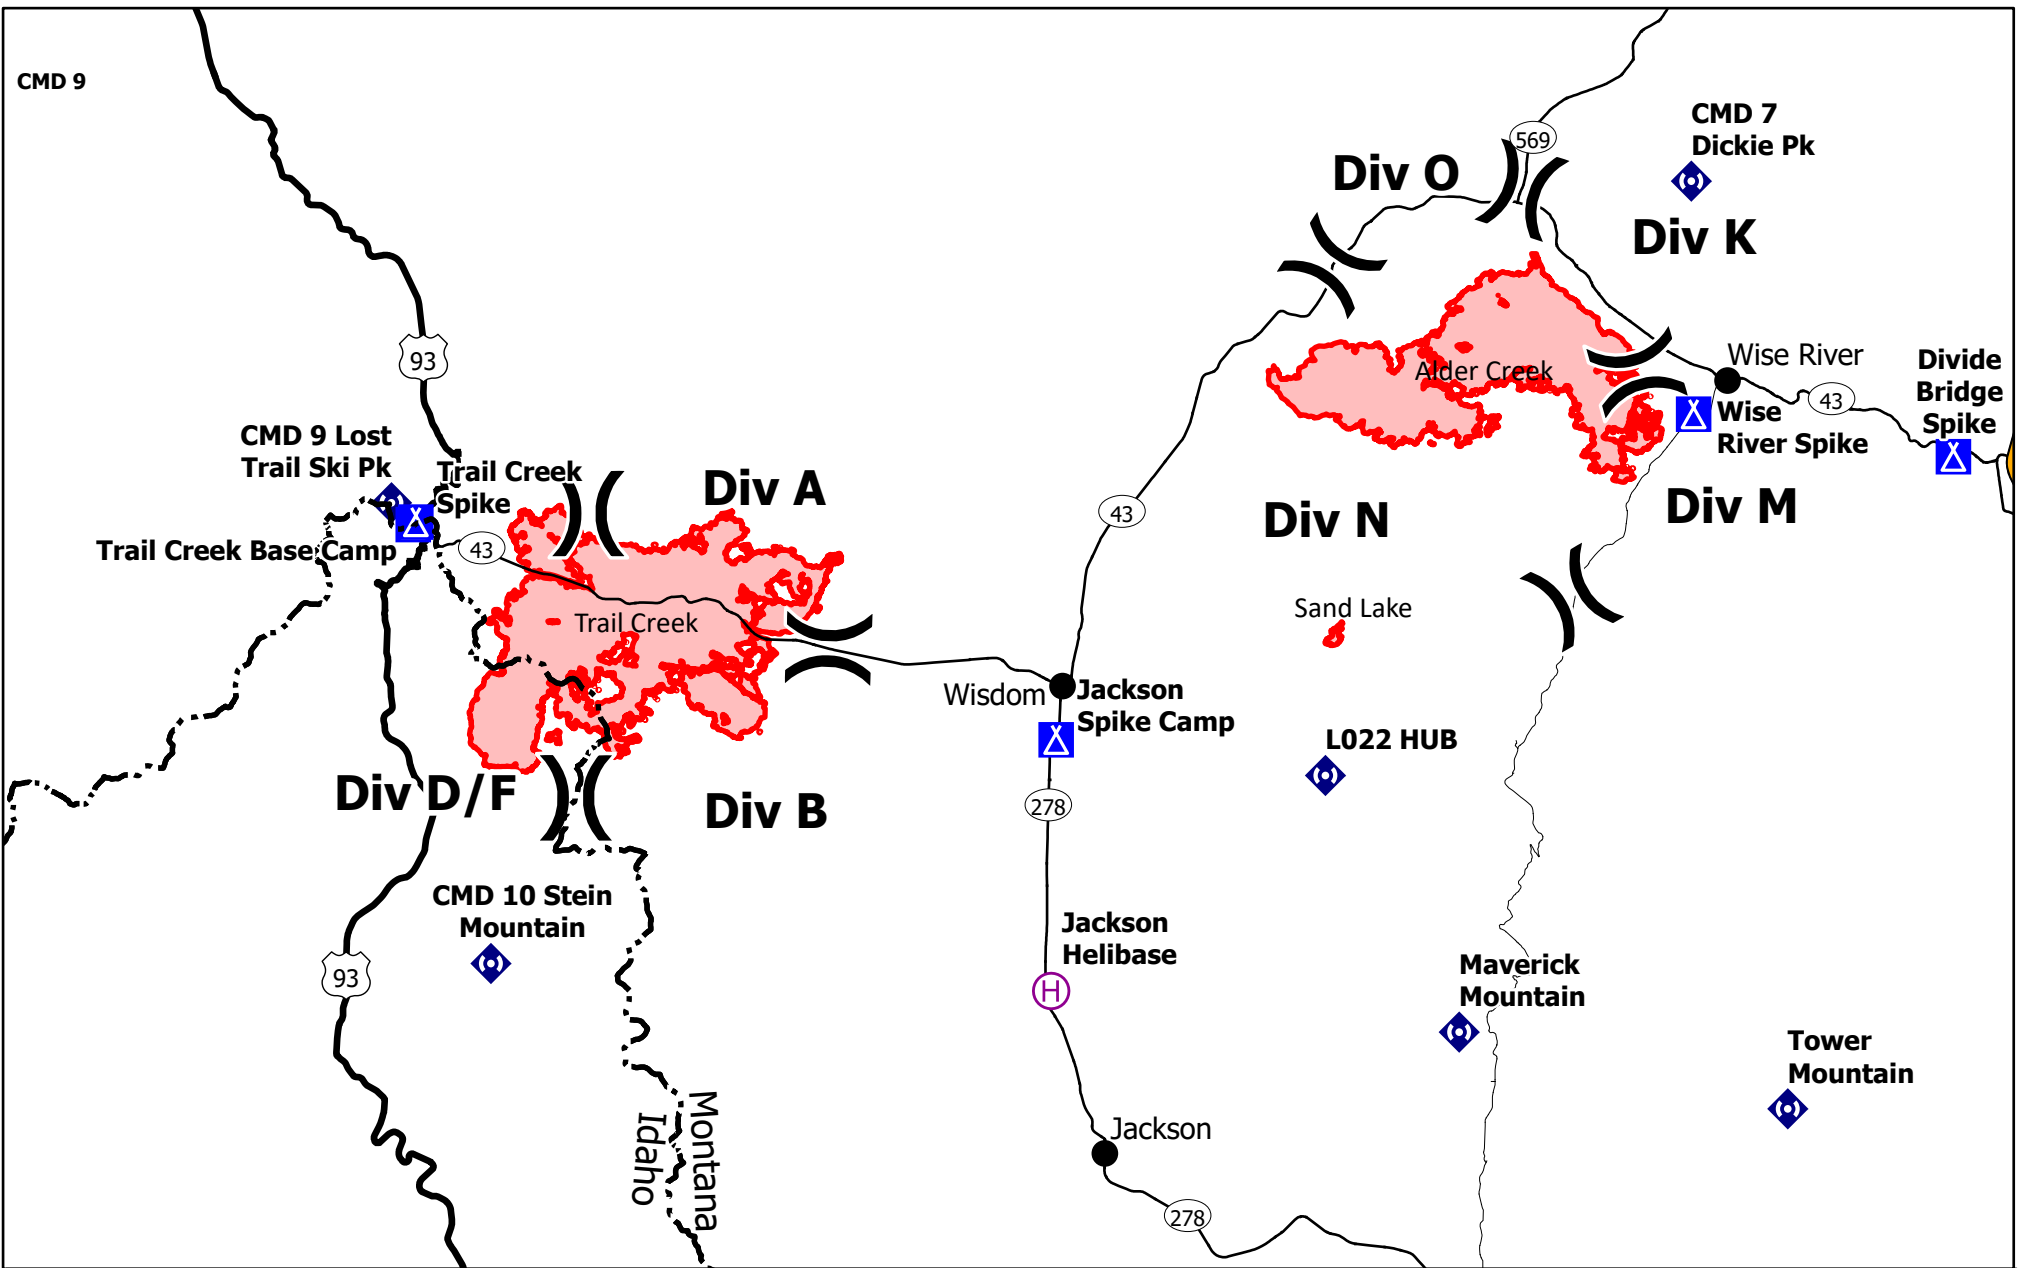 CMD 9
569
CMD 7
Dickie Pk
Div O
Div K
93
Alder Creek
Wise River
Divide
Bridge
Spike
43
Wise
River Spike
CMD 9 Lost
Trail Ski Pk
Trail Creek
Spike
Div A
43
Div N
Div M
Trail Creek Base Camp
43
Trail Creek
Sand Lake
Wisdom
Jackson
Spike Camp
L022 HUB
Div D/F
Div B
278
CMD 10 Stein
Mountain
Jackson
Helibase
H
93
Maverick
Mountain
Tower
Mountain
Montana
Idaho
Jackson
278